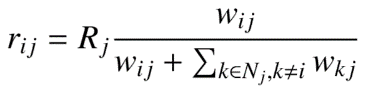 r_{ij} = R_j \frac{w_{ij}}{w_{ij} + \sum_{k \in N_j, k \neq i} w_{kj}}